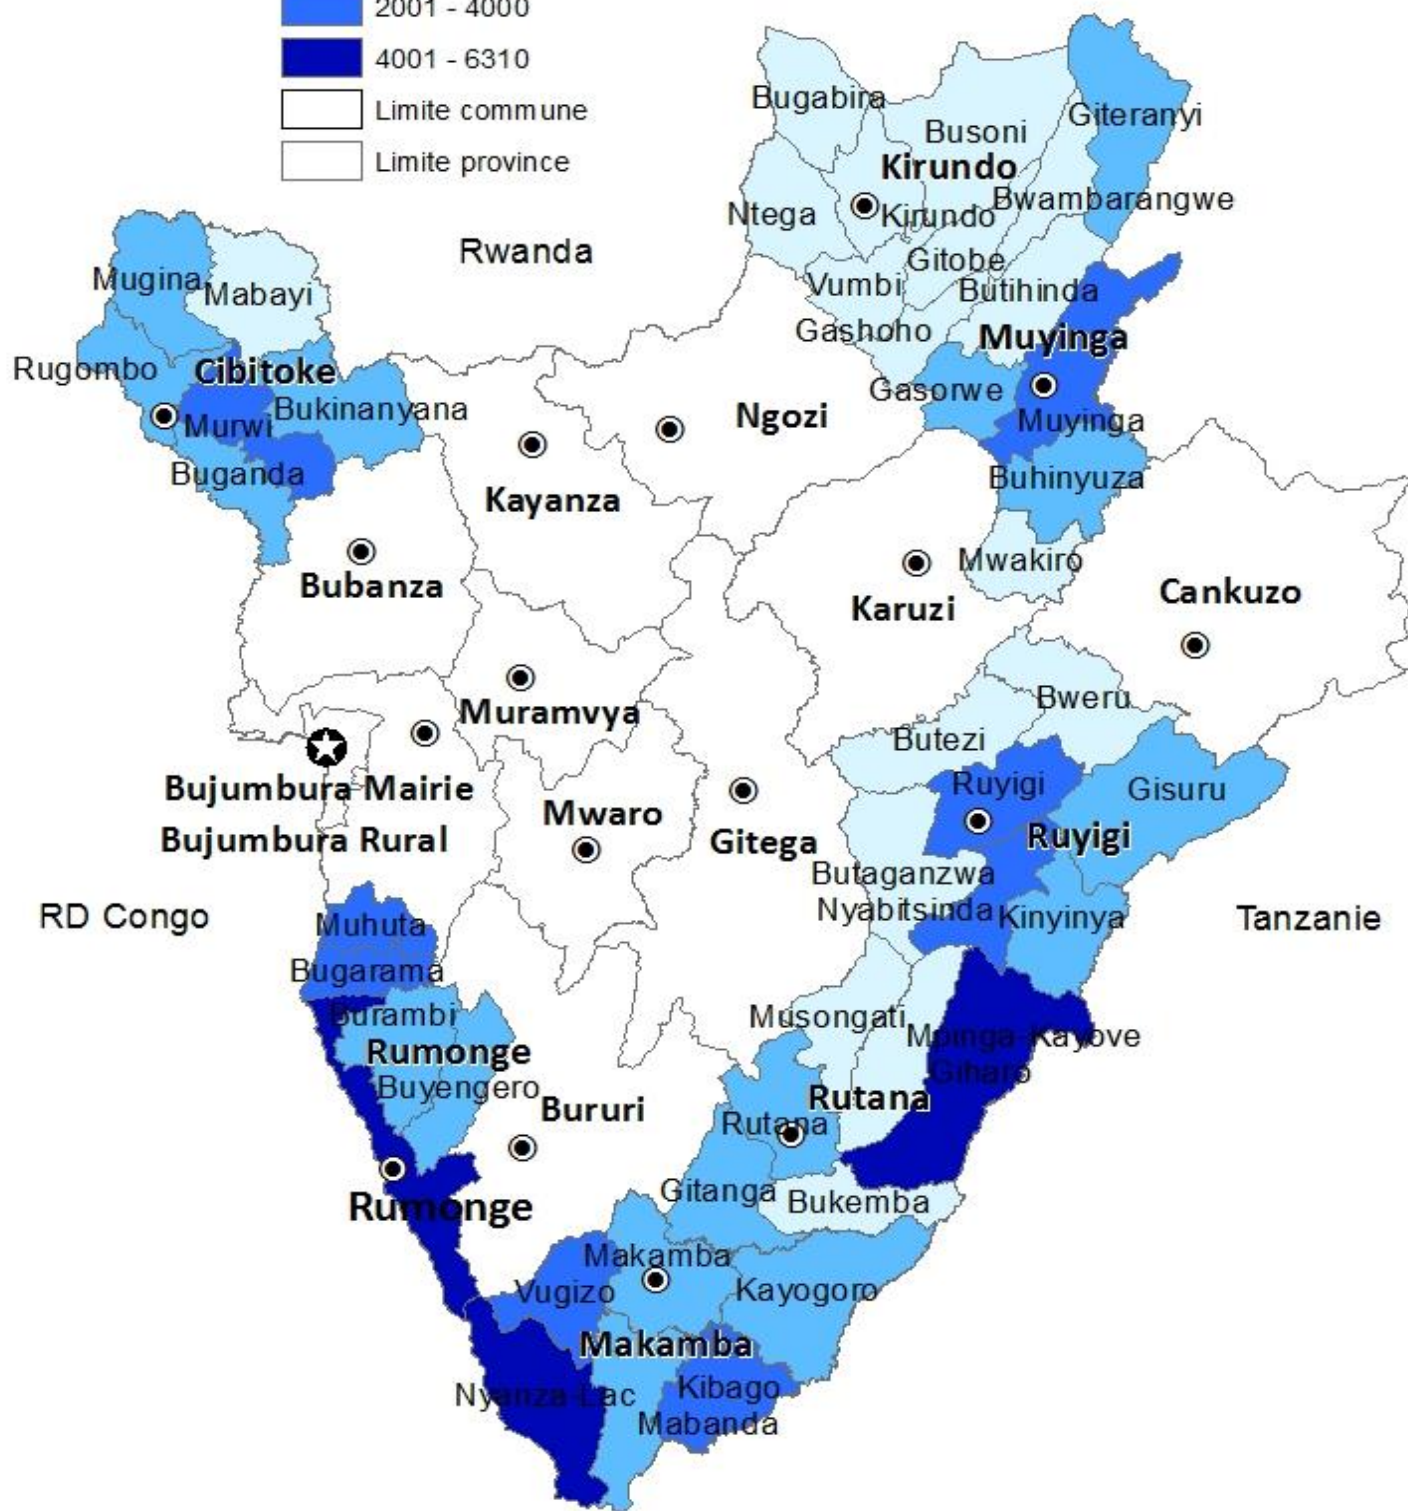 2001 - 4000
4001 - 6310
Limite commune
Limite province
Bugabira
Giteranyi
Busoni
Kirundo
Bwambarangwe
Ntega
Kirundo
Rwanda
Gitobe
Mugina
Mabayi
Vumbi
Butihinda
Gashoho
Muyinga
Rugombo
Cibitoke
Gasorwe
Bukinanyana
Ngozi
Murwi
Muyinga
Buganda
Buhinyuza
Kayanza
Mwakiro
Bubanza
Cankuzo
Karuzi
Bweru
Muramvya
Butezi
Ruyigi
Gisuru
Bujumbura Mairie
Mwaro
Ruyigi
Bujumbura Rural
Gitega
Butaganzwa
Nyabitsinda
Kinyinya
RD Congo
Tanzanie
Muhuta
Bugarama
Burambi
Musongati
Mpinga-Kayove
Rumonge
Giharo
Buyengero
Rutana
Bururi
Rutana
Gitanga
Bukemba
Rumonge
Makamba
Vugizo
Kayogoro
Makamba
Nyanza-Lac
Kibago
Mabanda